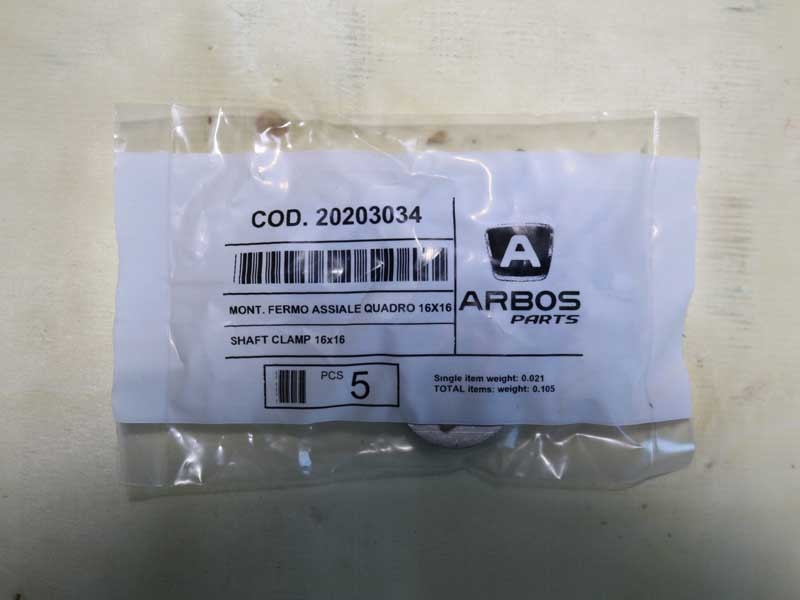 COD. 20203034
MONT. FERMO ASSIALE QUADRO 16X16
SHAFT CLAMP 16x16
PCS 5
A
ARBOS
PARTS
Single item weight: 0.021
TOTAL items: weight: 0.105